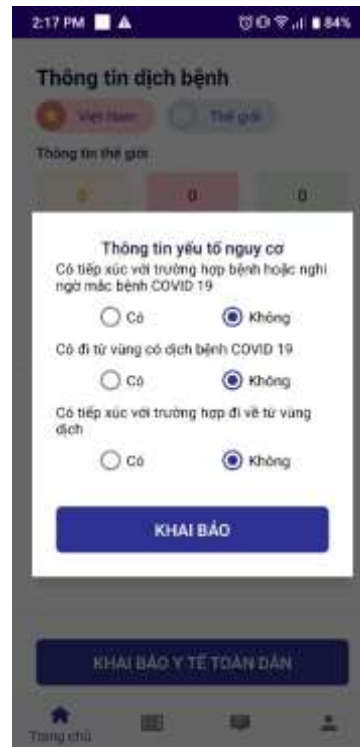 2:17 PM
84%
Thông tin dịch bệnh
Việt Nam
Thế giới
Thông tin thế giới
0
0
0
Thông tin yếu tố nguy cơ
Có tiếp xúc với trường hợp bệnh hoặc nghi
ngờ mắc bệnh COVID 19
Có
Không
Có đi từ vùng có dịch bệnh COVID 19
Có
Không
Có tiếp xúc với trường hợp đi về từ vùng
dịch
Có
Không
KHAI BÁO
KHAI BÁO Y TẾ TOÀN DÂN
Trang chủ